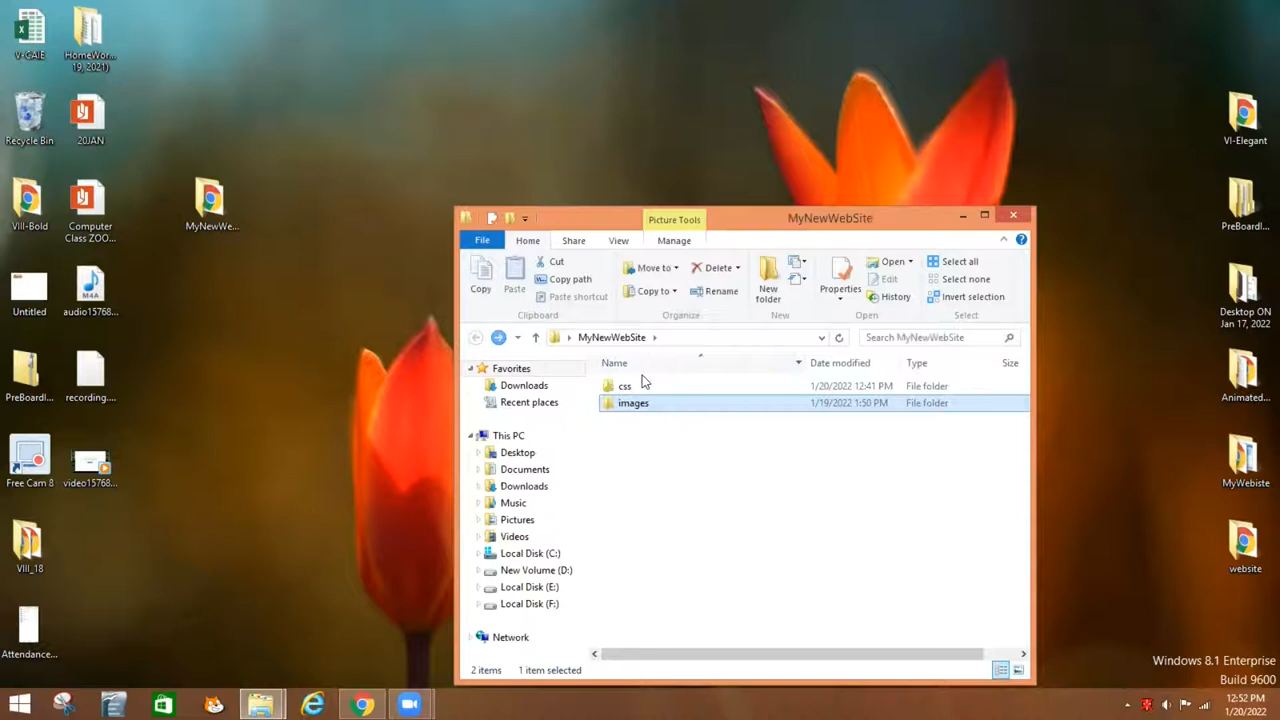 V-CAIE
HomeWor...
19, 2021)
Recycle Bin
20JAN
VIII-Bold
Computer
Class ZOO...
MyNewWe...
Untitled
audio15768...
PreBoardI...
recording....
Free Cam 8
video15768...
VIII_18
Attendance...
VI-Elegant
PreBoardI...
Desktop ON
Jan 17, 2022
Animated...
MyWebiste
website
Picture Tools
MyNewWebSite
File
Home
Share
View
Manage
Copy
Paste
Cut
Copy path
Paste shortcut
Clipboard
Move to
Copy to
Delete
Rename
Organize
New
folder
New
Properties
Open
Edit
History
Open
Select all
Select none
Invert selection
Select
MyNewWebSite
Search MyNewWebSite
Name
Date modified
Type
Size
css 1/20/2022 12:41 PM File folder
images 1/19/2022 1:50 PM File folder
Favorites
Downloads
Recent places
This PC
Desktop
Documents
Downloads
Music
Pictures
Videos
Local Disk (C:)
New Volume (D:)
Local Disk (E:)
Local Disk (F:)
Network
2 items 1 item selected
Windows 8.1 Enterprise
Build 9600
12:52 PM
1/20/2022